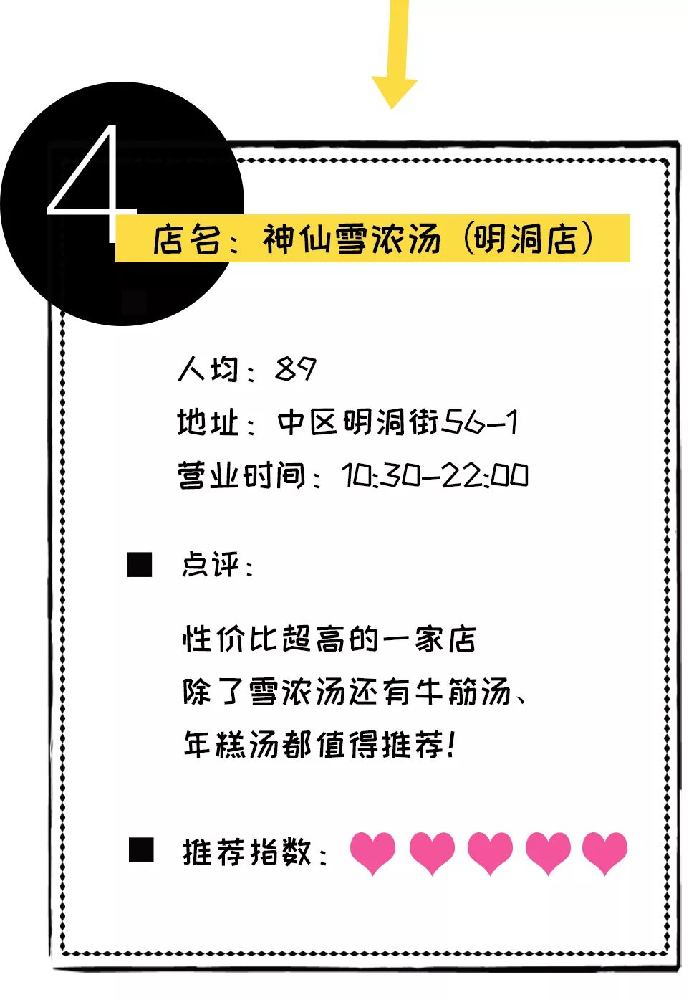 4
店名：神仙雪浓汤（明洞店）
人均：89
地址：中区明洞街56-1
营业时间：10:30-22:00
点评：
性价比超高的一家店
除了雪浓汤还有牛筋汤、
年糕汤都值得推荐！
推荐指数：